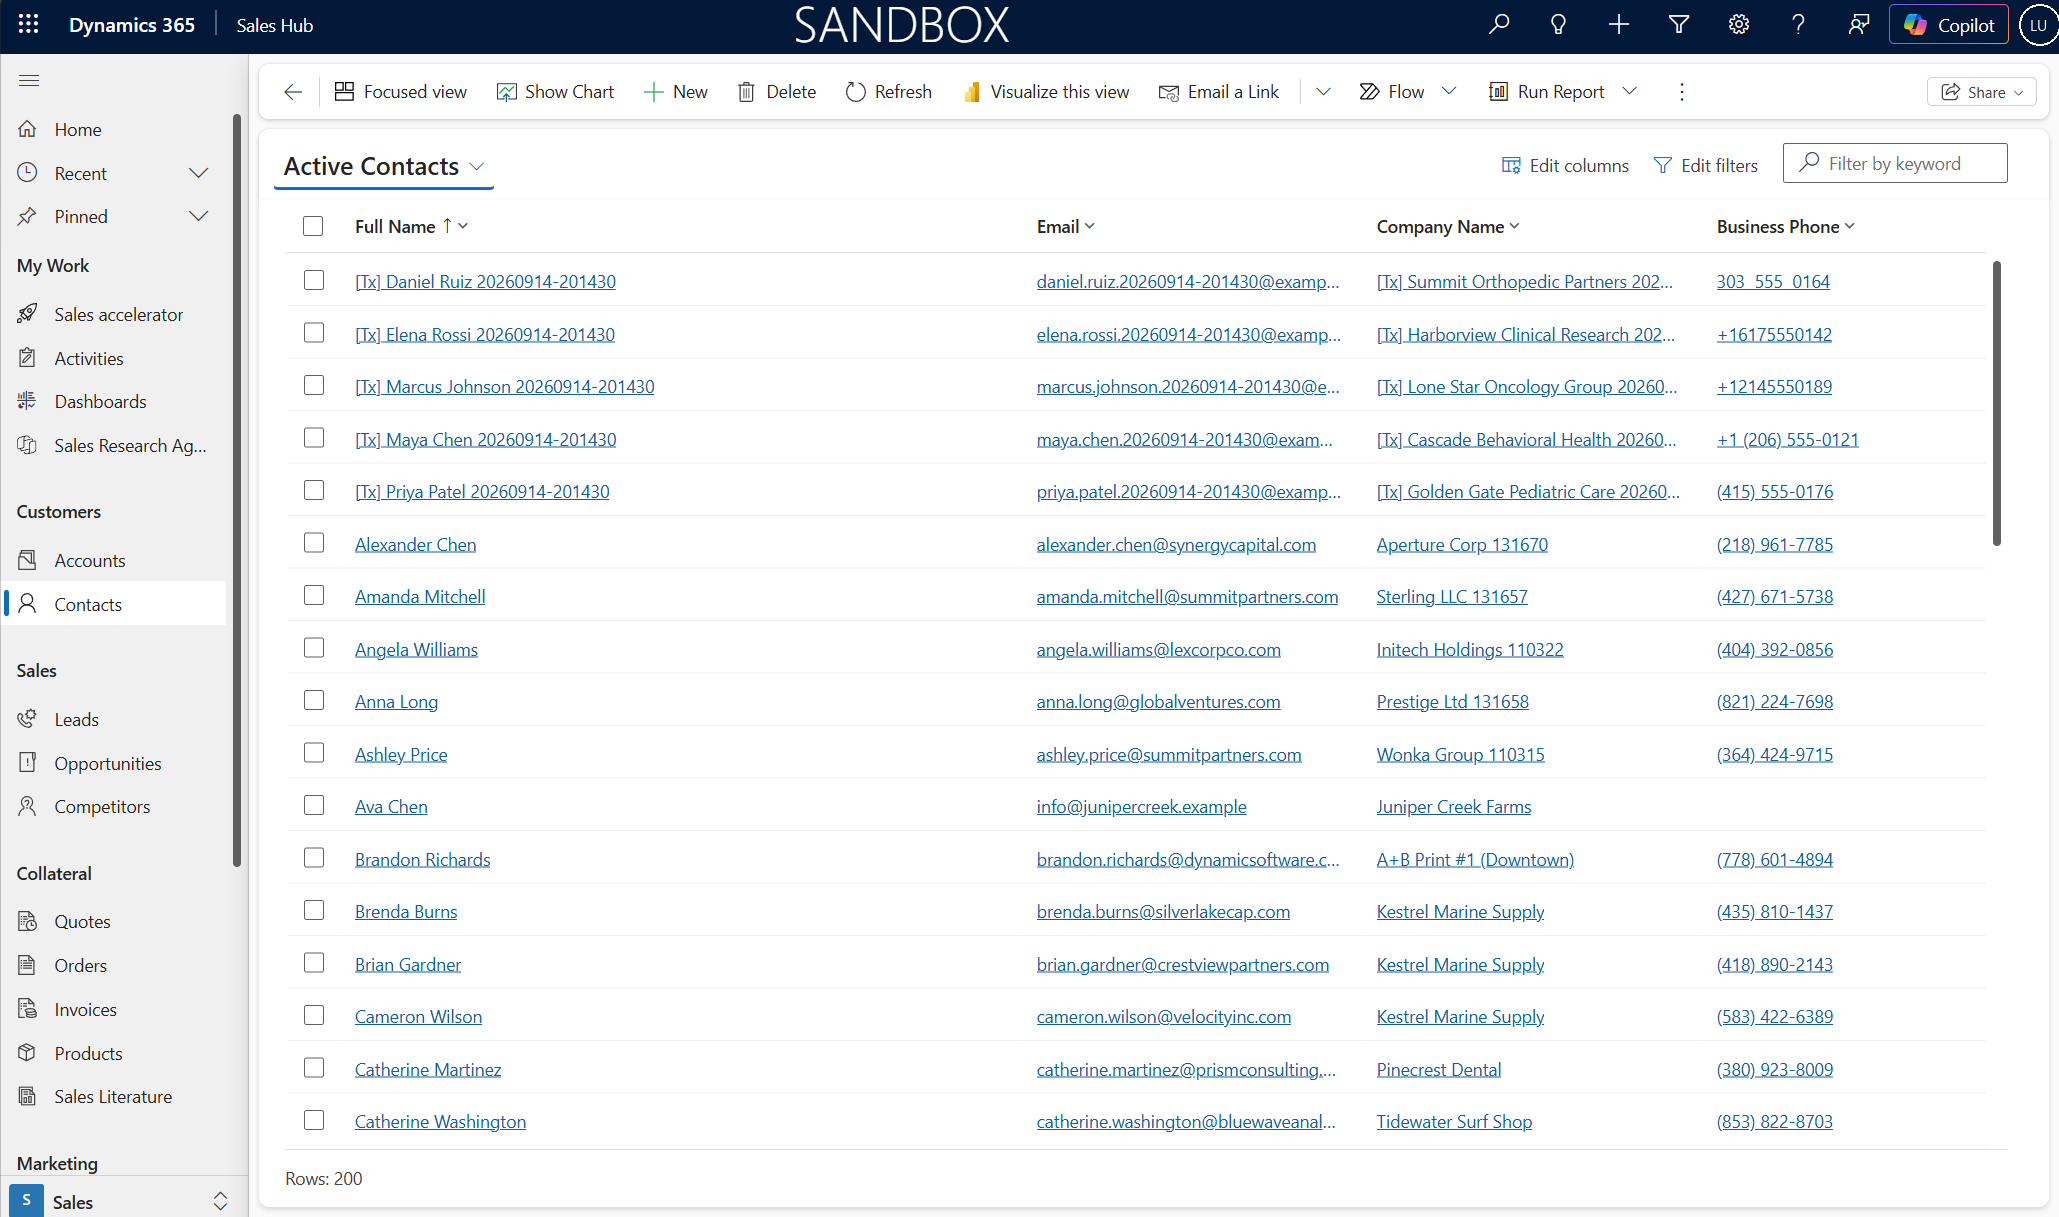 Dynamics 365 Sales Hub SANDBOX Copilot LU
Focused view Show Chart New Delete Refresh Visualize this view Email a Link Flow Run Report Share
Home
Recent
Pinned
My Work
Sales accelerator
Activities
Dashboards
Sales Research Ag...
Customers
Accounts
Contacts
Sales
Leads
Opportunities
Competitors
Collateral
Quotes
Orders
Invoices
Products
Sales Literature
Marketing
S Sales
Active Contacts Edit columns Edit filters Filter by keyword
Full Name Email Company Name Business Phone
[Tx] Daniel Ruiz 20260914-201430 daniel.ruiz.20260914-201430@examp... [Tx] Summit Orthopedic Partners 202... 303_555_0164
[Tx] Elena Rossi 20260914-201430 elena.rossi.20260914-201430@examp... [Tx] Harborview Clinical Research 202... +16175550142
[Tx] Marcus Johnson 20260914-201430 marcus.johnson.20260914-201430@e... [Tx] Lone Star Oncology Group 20260... +12145550189
[Tx] Maya Chen 20260914-201430 maya.chen.20260914-201430@exam... [Tx] Cascade Behavioral Health 20260... +1 (206) 555-0121
[Tx] Priya Patel 20260914-201430 priya.patel.20260914-201430@examp... [Tx] Golden Gate Pediatric Care 20260... (415) 555-0176
Alexander Chen alexander.chen@synergycapital.com Aperture Corp 131670 (218) 961-7785
Amanda Mitchell amanda.mitchell@summitpartners.com Sterling LLC 131657 (427) 671-5738
Angela Williams angela.williams@lexcorpco.com Initech Holdings 110322 (404) 392-0856
Anna Long anna.long@globalventures.com Prestige Ltd 131658 (821) 224-7698
Ashley Price ashley.price@summitpartners.com Wonka Group 110315 (364) 424-9715
Ava Chen info@junipercreek.example Juniper Creek Farms
Brandon Richards brandon.richards@dynamicsoftware.c... A+B Print #1 (Downtown) (778) 601-4894
Brenda Burns brenda.burns@silverlakecap.com Kestrel Marine Supply (435) 810-1437
Brian Gardner brian.gardner@crestviewpartners.com Kestrel Marine Supply (418) 890-2143
Cameron Wilson cameron.wilson@velocityinc.com Kestrel Marine Supply (583) 422-6389
Catherine Martinez catherine.martinez@prismconsulting.... Pinecrest Dental (380) 923-8009
Catherine Washington catherine.washington@bluewaveanal... Tidewater Surf Shop (853) 822-8703
Rows: 200